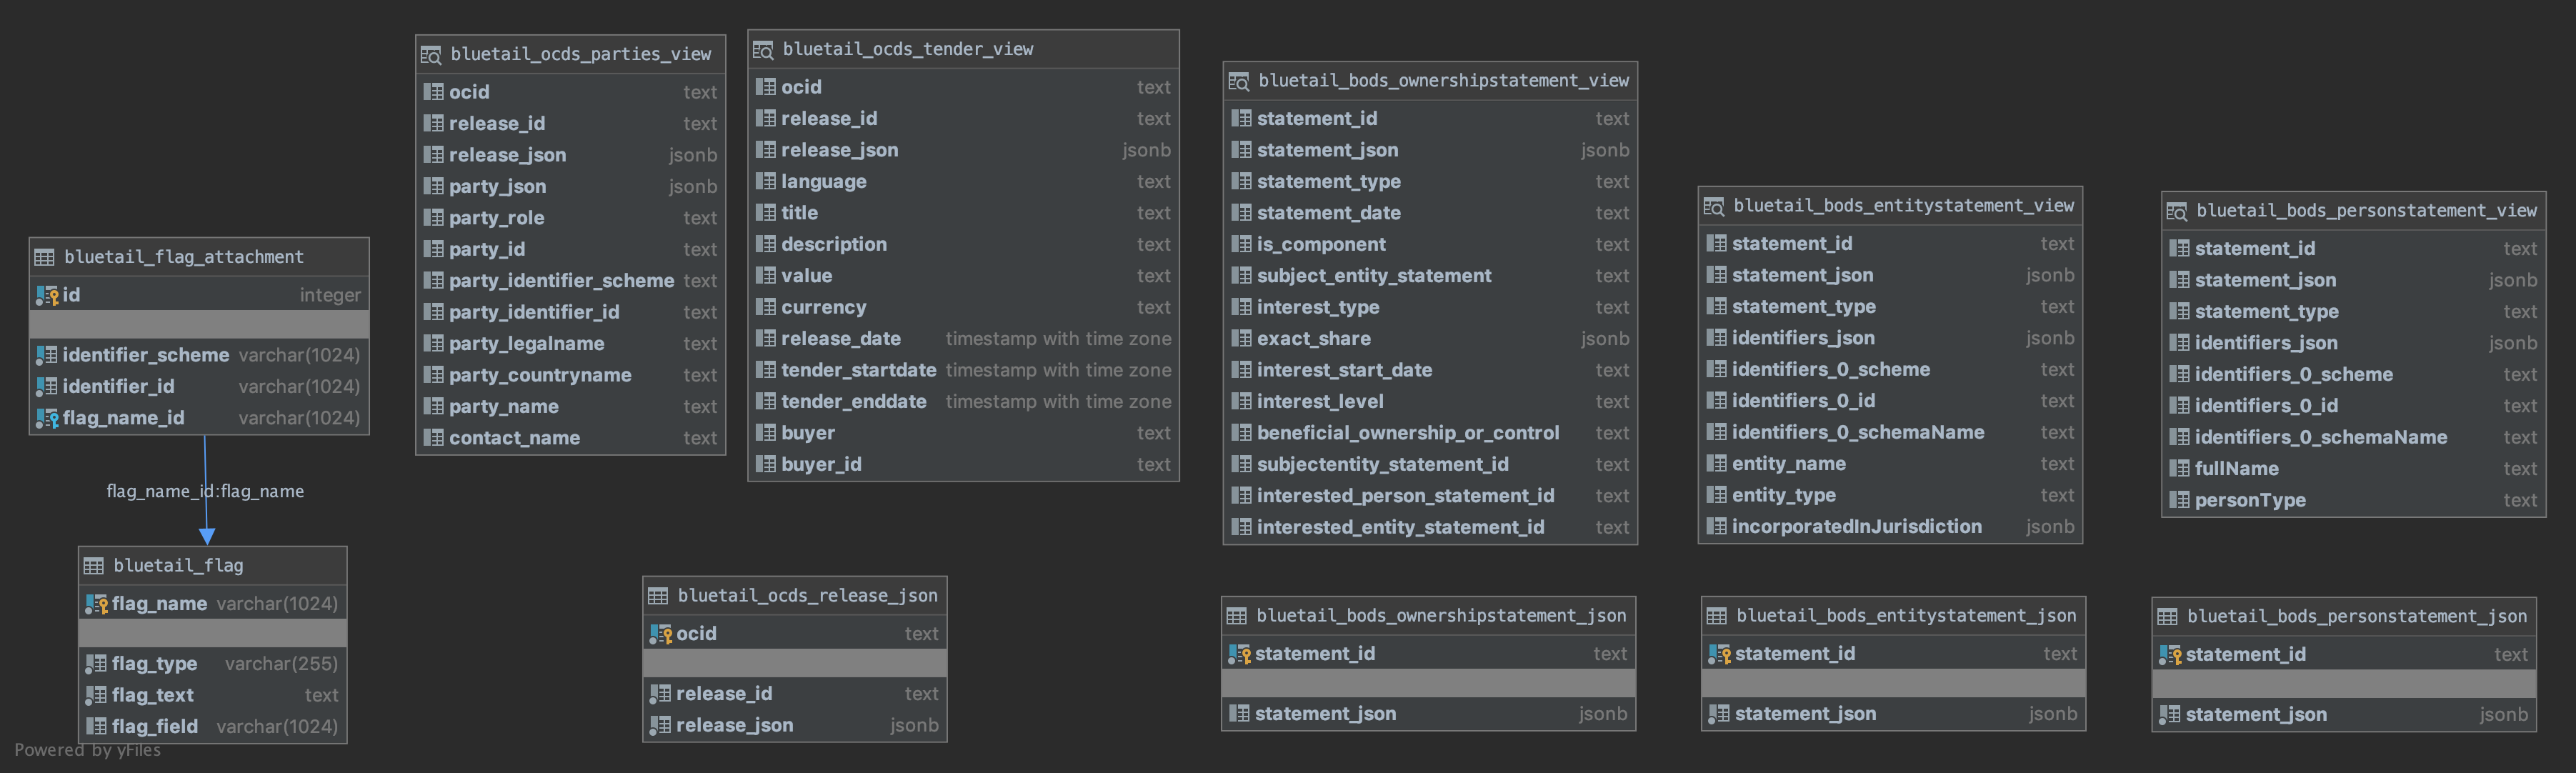 bluetail_flag_attachment
id integer
identifier_scheme varchar(1024)
identifier_id varchar(1024)
flag_name_id varchar(1024)
flag_name_id:flag_name
bluetail_flag
flag_name varchar(1024)
flag_type varchar(255)
flag_text text
flag_field varchar(1024)
Powered by yFiles
bluetail_ocds_parties_view
ocid text
release_id text
release_json jsonb
party_json jsonb
party_role text
party_id text
party_identifier_scheme text
party_identifier_id text
party_legalname text
party_countryname text
party_name text
contact_name text
bluetail_ocds_tender_view
ocid text
release_id text
release_json jsonb
language text
title text
description text
value text
currency text
release_date timestamp with time zone
tender_startdate timestamp with time zone
tender_enddate timestamp with time zone
buyer text
buyer_id text
bluetail_ocds_release_json
ocid text
release_id text
release_json jsonb
bluetail_bods_ownershipstatement_view
statement_id text
statement_json jsonb
statement_type text
statement_date text
is_component text
subject_entity_statement text
interest_type text
exact_share jsonb
interest_start_date text
interest_level text
beneficial_ownership_or_control text
subjectentity_statement_id text
interested_person_statement_id text
interested_entity_statement_id text
bluetail_bods_ownershipstatement_json
statement_id text
statement_json jsonb
bluetail_bods_entitystatement_view
statement_id text
statement_json jsonb
statement_type text
identifiers_json jsonb
identifiers_0_scheme text
identifiers_0_id text
identifiers_0_schemaName text
entity_name text
entity_type text
incorporatedInJurisdiction jsonb
bluetail_bods_entitystatement_json
statement_id text
statement_json jsonb
bluetail_bods_personstatement_view
statement_id text
statement_json jsonb
statement_type text
identifiers_json jsonb
identifiers_0_scheme text
identifiers_0_id text
identifiers_0_schemaName text
fullName text
personType text
bluetail_bods_personstatement_json
statement_id text
statement_json jsonb